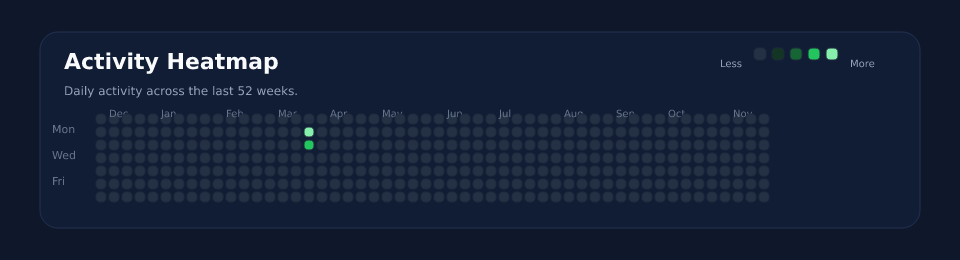 Activity Heatmap
Less More
Daily activity across the last 52 weeks.
Dec Jan Feb Mar Apr May Jun Jul Aug Sep Oct Nov
Mon
Wed
Fri